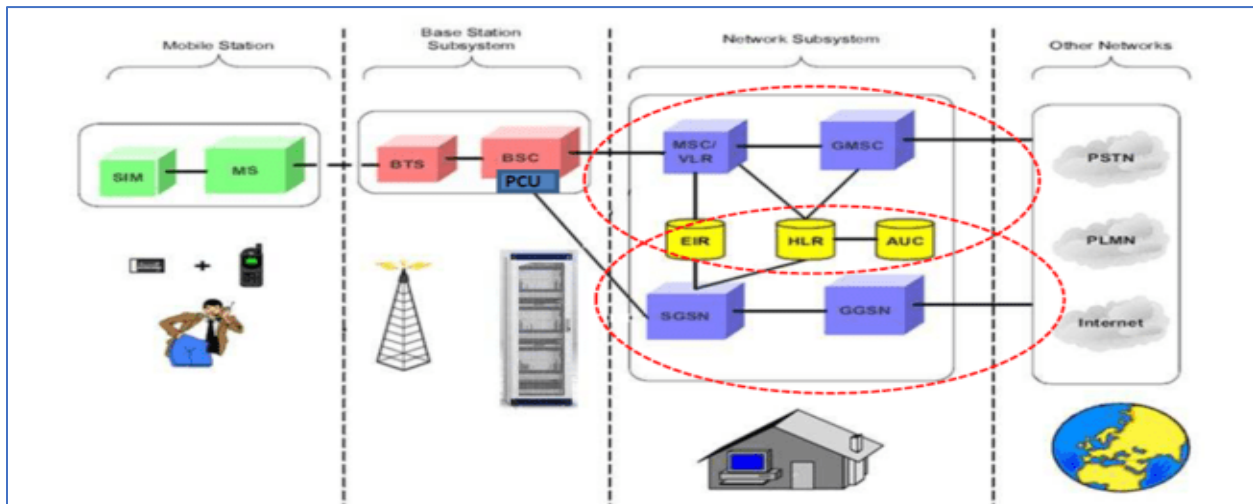 Mobile Station
Base Station
Subsystem
Network Subsystem
Other Networks
SIM
MS
BTS
BSC
PCU
MSC/
VLR
GMSC
EIR
HLR
AUC
SGSN
GGSN
PSTN
PLMN
Internet
+